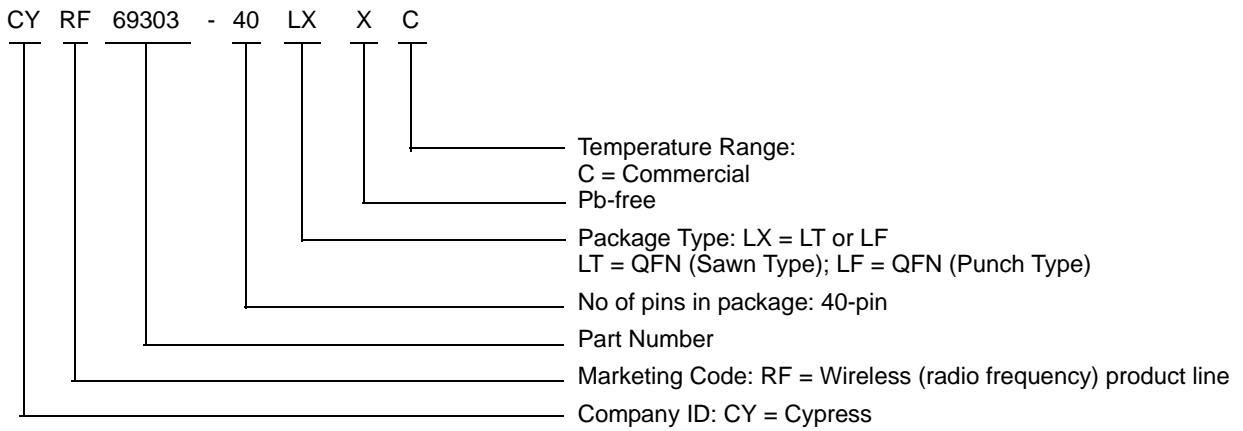 CY RF 69303 - 40 LX X C
Temperature Range:
C = Commercial
Pb-free
Package Type: LX = LT or LF
LT = QFN (Sawn Type); LF = QFN (Punch Type)
No of pins in package: 40-pin
Part Number
Marketing Code: RF = Wireless (radio frequency) product line
Company ID: CY = Cypress